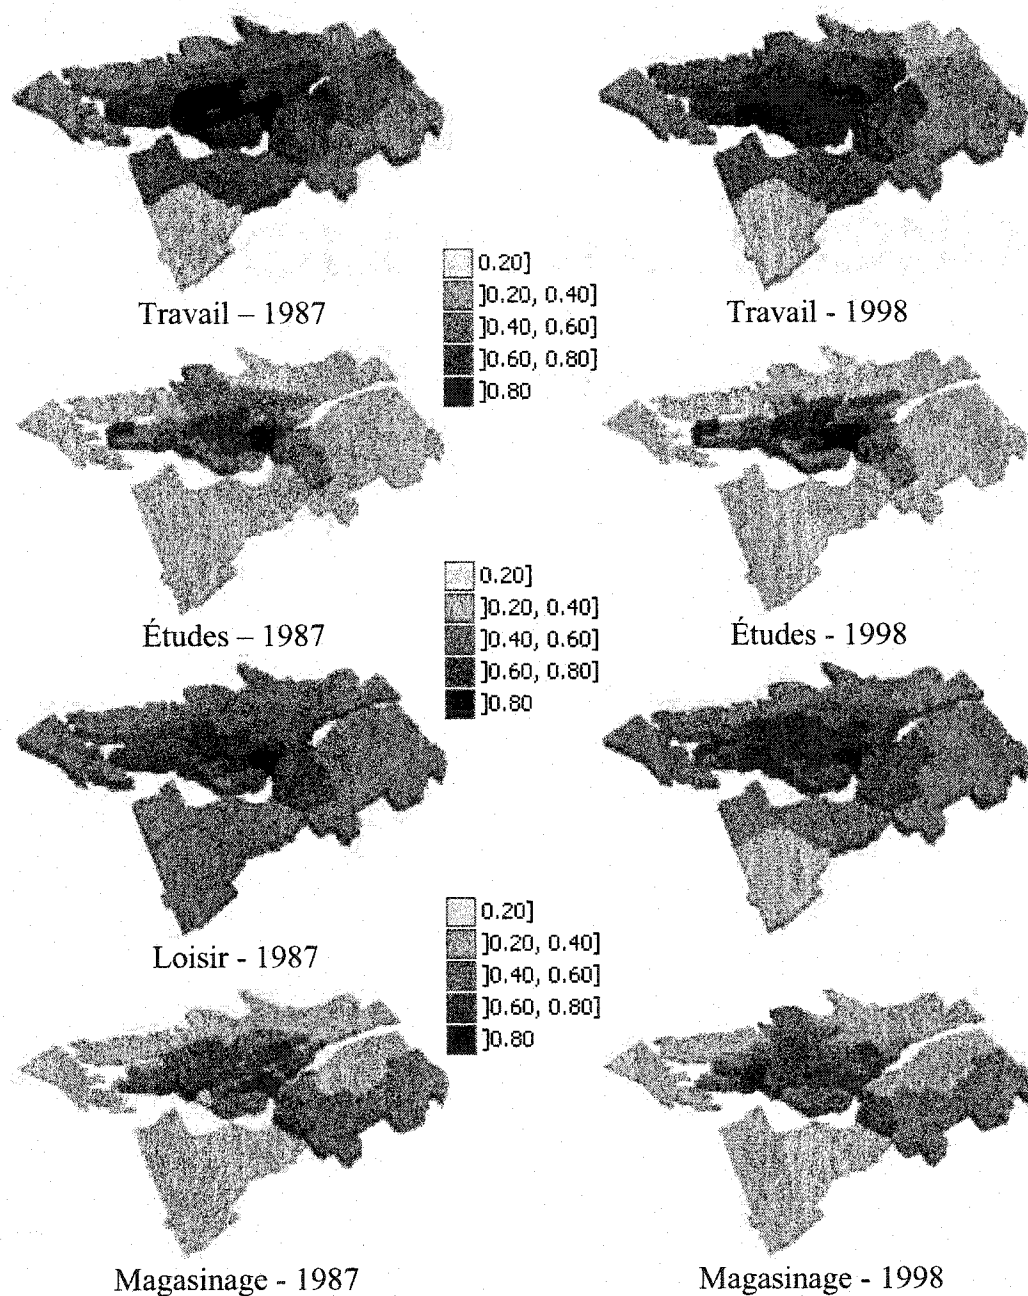 0.20]
]0.20, 0.40]
]0.40, 0.60]
]0.60, 0.80]
]0.80
Travail – 1987
Travail - 1998
0.20]
]0.20, 0.40]
]0.40, 0.60]
]0.60, 0.80]
]0.80
Études – 1987
Études - 1998
0.20]
]0.20, 0.40]
]0.40, 0.60]
]0.60, 0.80]
]0.80
Loisir - 1987
Magasinage - 1987
Magasinage - 1998